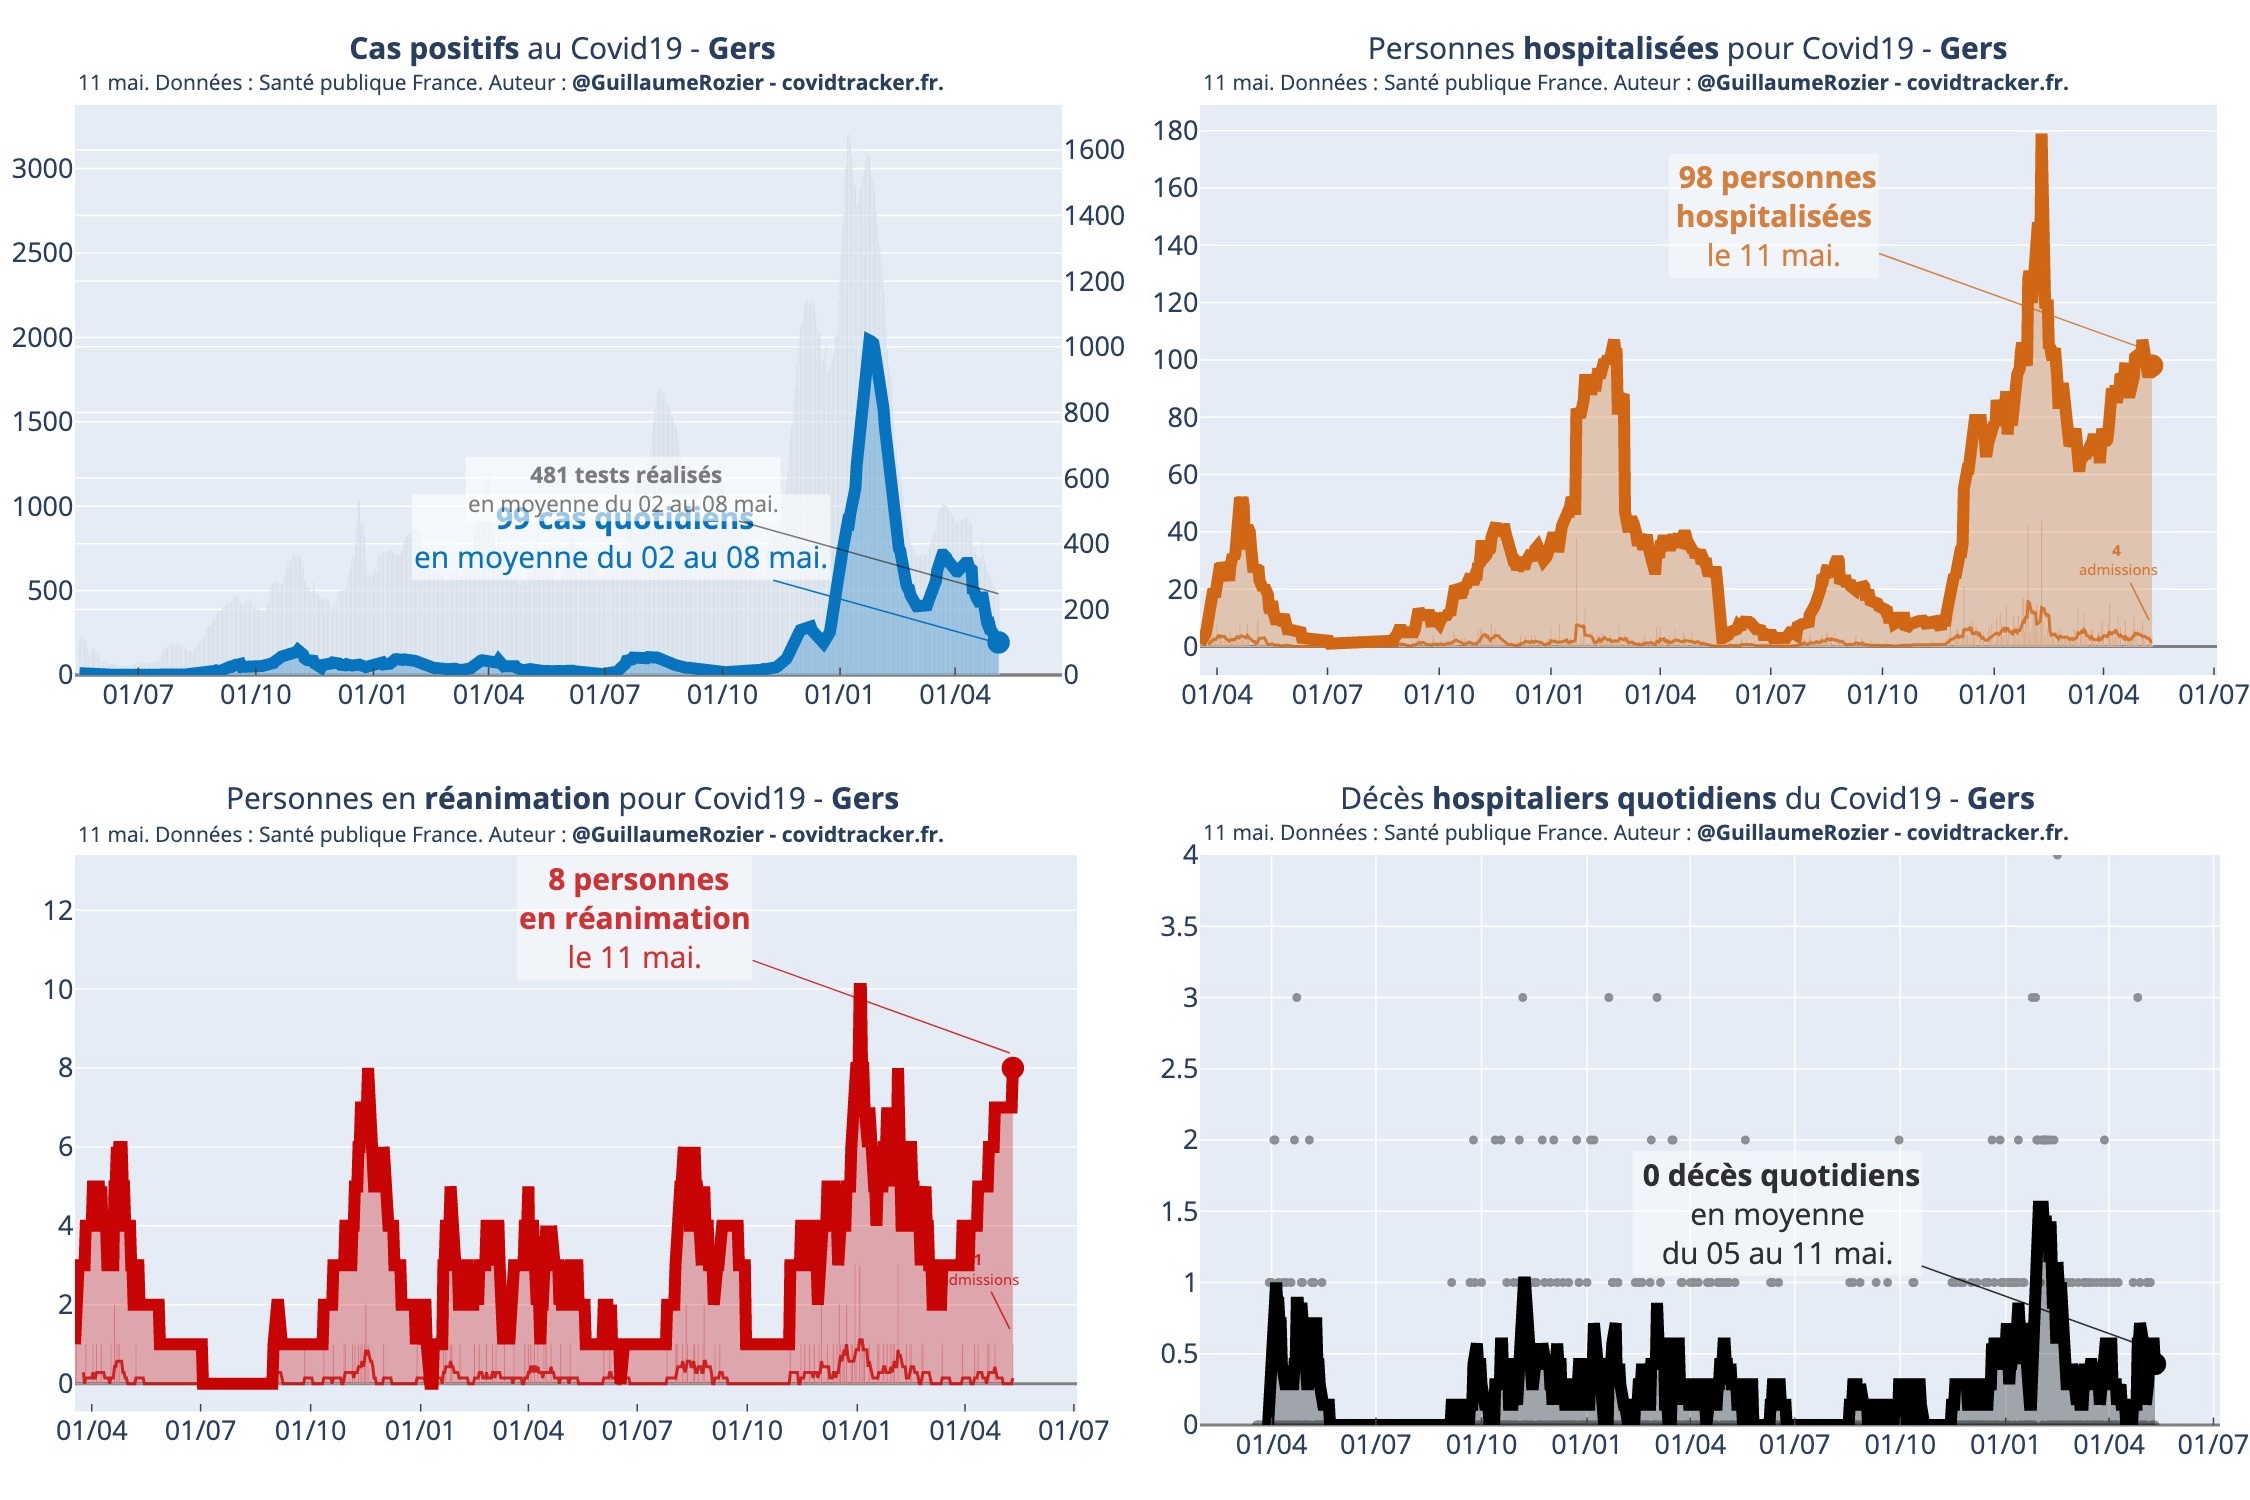 Cas positifs au Covid19 - Gers
11 mai. Données : Santé publique France. Auteur : @GuillaumeRozier - covidtracker.fr.
3000
2500
2000
1500
1000
500
0
1600
1400
1200
1000
800
600
400
200
0
481 tests réalisés
en moyenne du 02 au 08 mai.
99 cas quotidiens
en moyenne du 02 au 08 mai.
01/07 01/10 01/01 01/04 01/07 01/10 01/01 01/04
Personnes hospitalisées pour Covid19 - Gers
11 mai. Données : Santé publique France. Auteur : @GuillaumeRozier - covidtracker.fr.
180
160
140
120
100
80
60
40
20
0
98 personnes
hospitalisées
le 11 mai.
4
admissions
01/04 01/07 01/10 01/01 01/04 01/07 01/10 01/01 01/04 01/07
Personnes en réanimation pour Covid19 - Gers
11 mai. Données : Santé publique France. Auteur : @GuillaumeRozier - covidtracker.fr.
12
10
8
6
4
2
0
8 personnes
en réanimation
le 11 mai.
1
dmissions
01/04 01/07 01/10 01/01 01/04 01/07 01/10 01/01 01/04 01/07
Décès hospitaliers quotidiens du Covid19 - Gers
11 mai. Données : Santé publique France. Auteur : @GuillaumeRozier - covidtracker.fr.
4
3.5
3
2.5
2
1.5
1
0.5
0
0 décès quotidiens
en moyenne
du 05 au 11 mai.
01/04 01/07 01/10 01/01 01/04 01/07 01/10 01/01 01/04 01/07